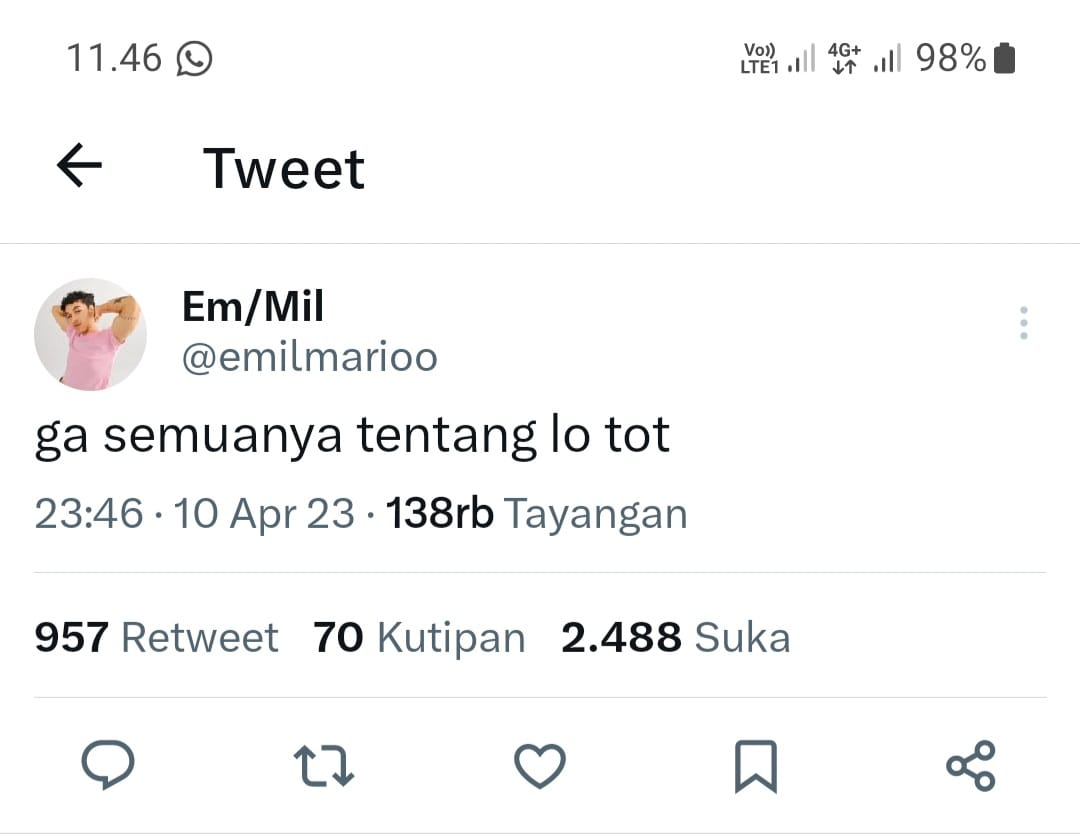 11.46 Vo)) LTE1 4G+ 98%
Tweet
Em/Mil
@emilmarioo
ga semuanya tentang lo tot
23:46 · 10 Apr 23 · 138rb Tayangan
957 Retweet 70 Kutipan 2.488 Suka